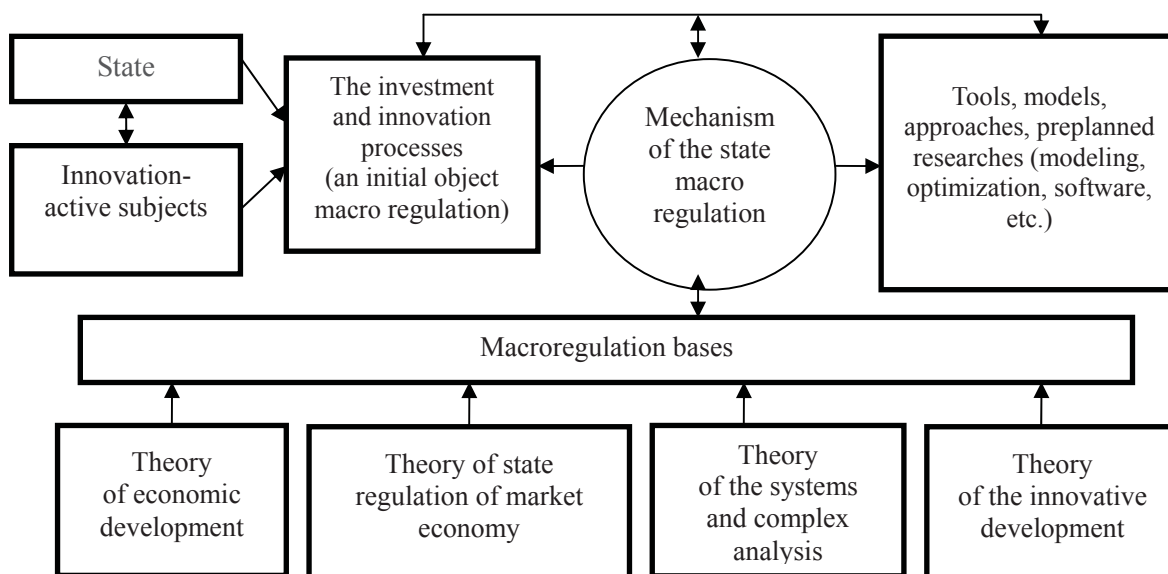 State
Innovation-
active subjects
The investment
and innovation
processes
(an initial object
macro regulation)
Mechanism
of the state
macro
regulation
Tools, models,
approaches, preplanned
researches (modeling,
optimization, software,
etc.)
Macroregulation bases
Theory
of economic
development
Theory of state
regulation of market
economy
Theory
of the systems
and complex
analysis
Theory
of the innovative
development